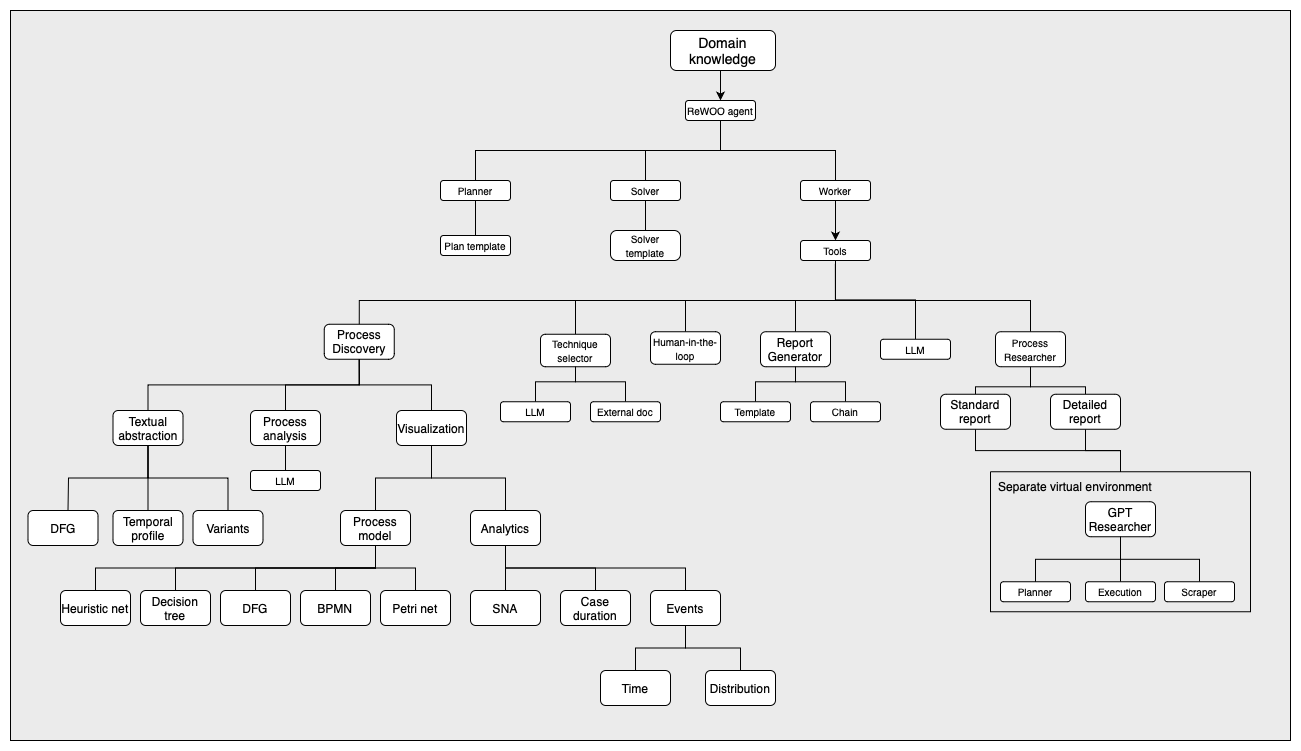 Domain
knowledge
ReWOO agent
Planner
Solver
Worker
Plan template
Solver
template
Tools
Process
Discovery
Technique
selector
Human-in-the-
loop
Report
Generator
LLM
Process
Researcher
LLM
External doc
Template
Chain
Standard
report
Detailed
report
Textual
abstraction
Process
analysis
Visualization
LLM
Separate virtual environment
GPT
Researcher
Planner
Execution
Scraper
DFG
Temporal
profile
Variants
Process
model
Analytics
Heuristic net
Decision
tree
DFG
BPMN
Petri net
SNA
Case
duration
Events
Time
Distribution